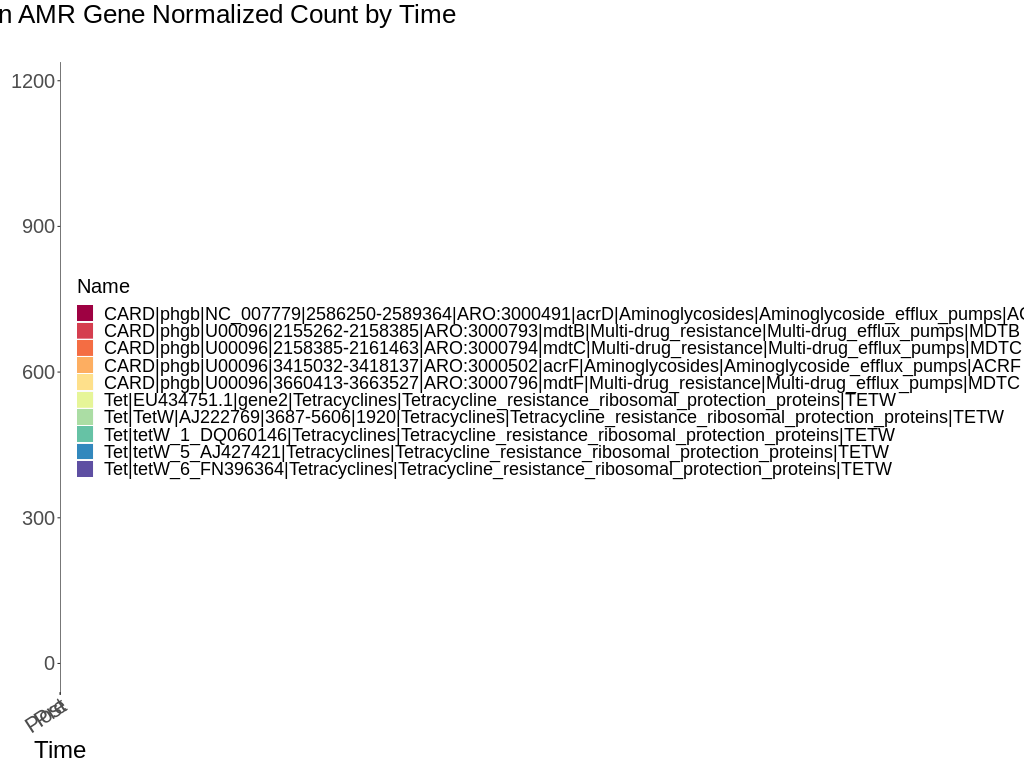 n AMR Gene Normalized Count by Time
1200
900
Name
CARD|phgb|NC_007779|2586250-2589364|ARO:3000491|acrD|Aminoglycosides|Aminoglycoside_efflux_pumps|AC
CARD|phgb|U00096|2155262-2158385|ARO:3000793|mdtB|Multi-drug_resistance|Multi-drug_efflux_pumps|MDTB
CARD|phgb|U00096|2158385-2161463|ARO:3000794|mdtC|Multi-drug_resistance|Multi-drug_efflux_pumps|MDTC
600
CARD|phgb|U00096|3415032-3418137|ARO:3000502|acrF|Aminoglycosides|Aminoglycoside_efflux_pumps|ACRF
CARD|phgb|U00096|3660413-3663527|ARO:3000796|mdtF|Multi-drug_resistance|Multi-drug_efflux_pumps|MDTC
Tet|EU434751.1|gene2|Tetracyclines|Tetracycline_resistance_ribosomal_protection_proteins|TETW
Tet|TetW|AJ222769|3687-5606|1920|Tetracyclines|Tetracycline_resistance_ribosomal_protection_proteins|TETW
Tet|tetW_1_DQ060146|Tetracyclines|Tetracycline_resistance_ribosomal_protection_proteins|TETW
Tet|tetW_5_AJ427421|Tetracyclines|Tetracycline_resistance_ribosomal_protection_proteins|TETW
Tet|tetW_6_FN396364|Tetracyclines|Tetracycline_resistance_ribosomal_protection_proteins|TETW
300
0
Time